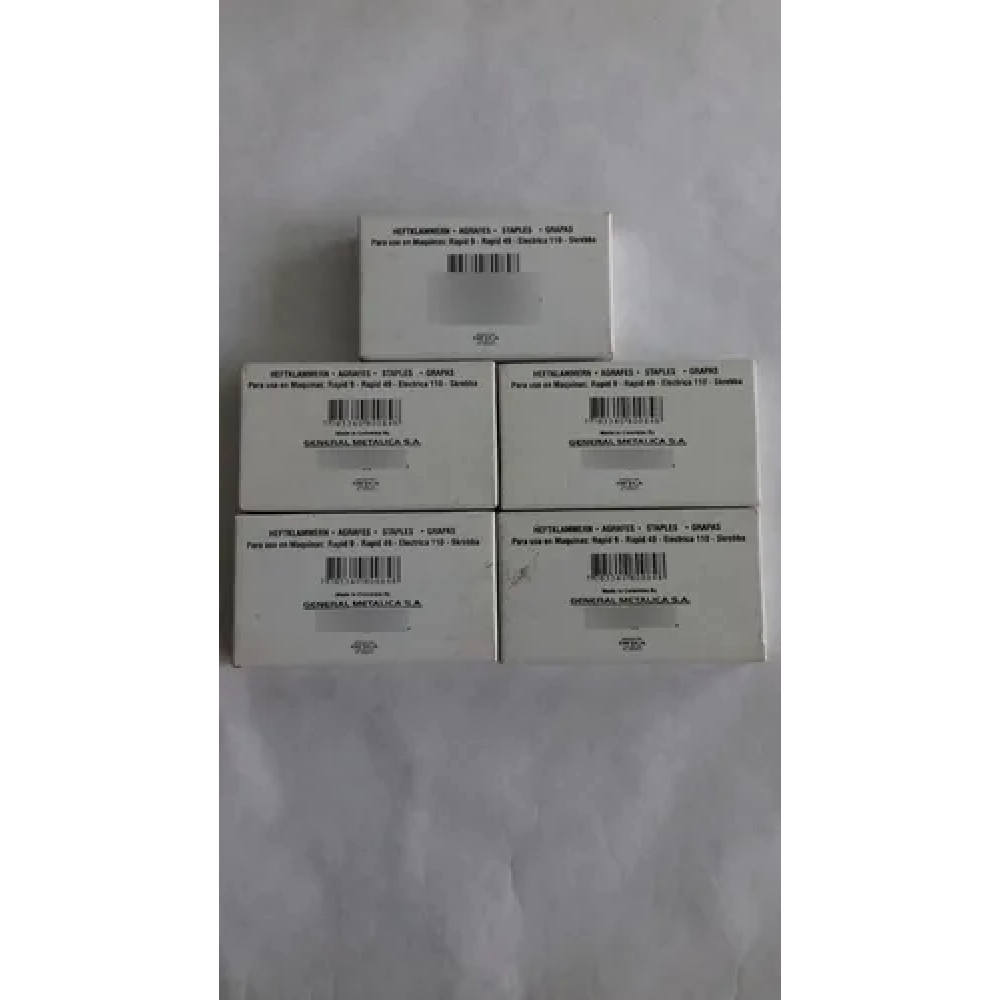 HEFTKLAMMERN • AGRAFES • STAPLES • GRAPAS
Para uso en Maquinas: Rapid 9 - Rapid 49 - Electrica 110 - Skrebba
HEFTKLAMMERN • AGRAFES • STAPLES • GRAPAS
Para uso en Maquinas: Rapid 9 - Rapid 49 - Electrica 110 - Skrebba
Made in Colombia By
GENERAL METALICA S.A.
HEFTKLAMMERN • AGRAFES • STAPLES • GRAPAS
Para uso en Maquinas: Rapid 9 - Rapid 49 - Electrica 110 - Skrebba
Made in Colombia By
GENERAL METALICA S.A.
HEFTKLAMMERN • AGRAFES • STAPLES • GRAPAS
Para uso en Maquinas: Rapid 9 - Rapid 49 - Electrica 110 - Skrebba
Made in Colombia By
GENERAL METALICA S.A.
HEFTKLAMMERN • AGRAFES • STAPLES • GRAPAS
Para uso en Maquinas: Rapid 9 - Rapid 49 - Electrica 110 - Skrebba
Made in Colombia By
GENERAL METALICA S.A.